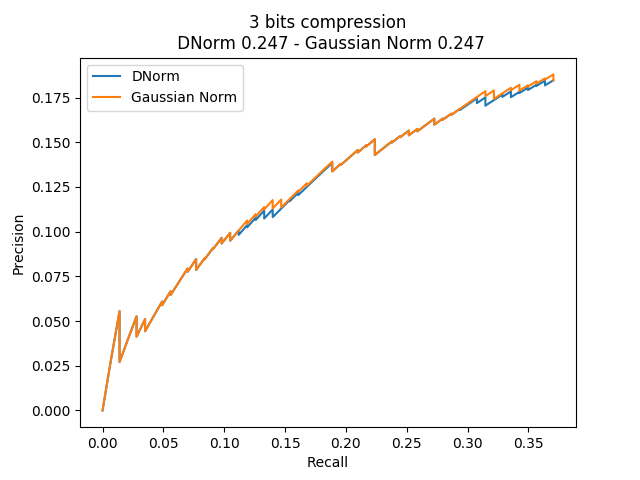 3 bits compression
DNorm 0.247 - Gaussian Norm 0.247
DNorm
Gaussian Norm
Precision
0.175
0.150
0.125
0.100
0.075
0.050
0.025
0.000
0.00 0.05 0.10 0.15 0.20 0.25 0.30 0.35
Recall